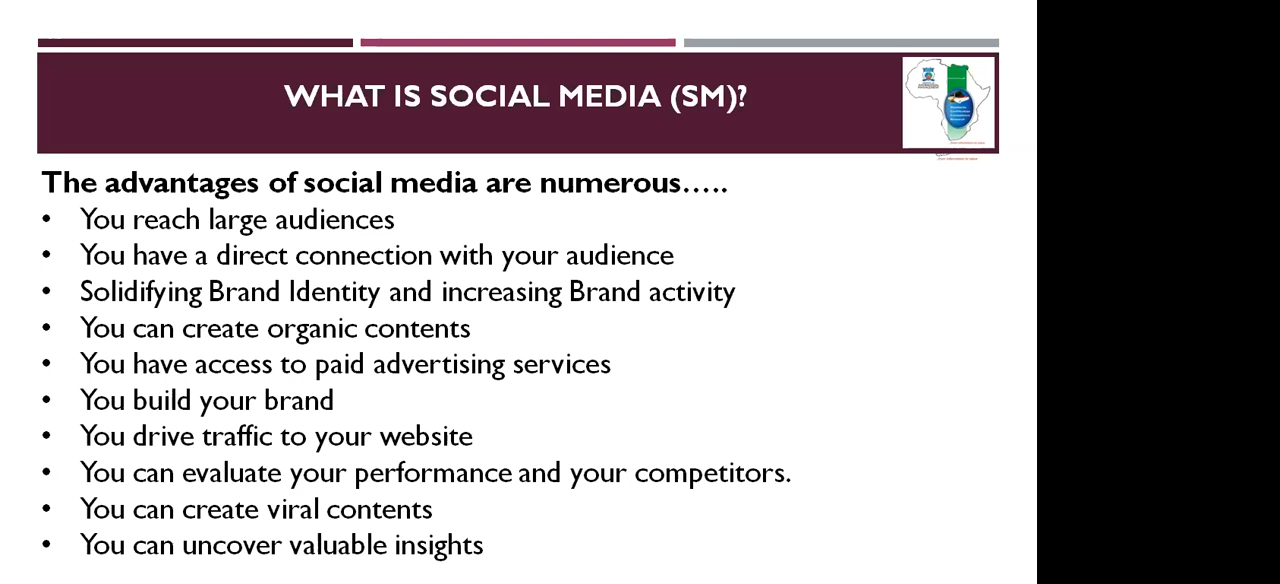 WHAT IS SOCIAL MEDIA (SM)?
The advantages of social media are numerous…..
• You reach large audiences
• You have a direct connection with your audience
• Solidifying Brand Identity and increasing Brand activity
• You can create organic contents
• You have access to paid advertising services
• You build your brand
• You drive traffic to your website
• You can evaluate your performance and your competitors.
• You can create viral contents
• You can uncover valuable insights